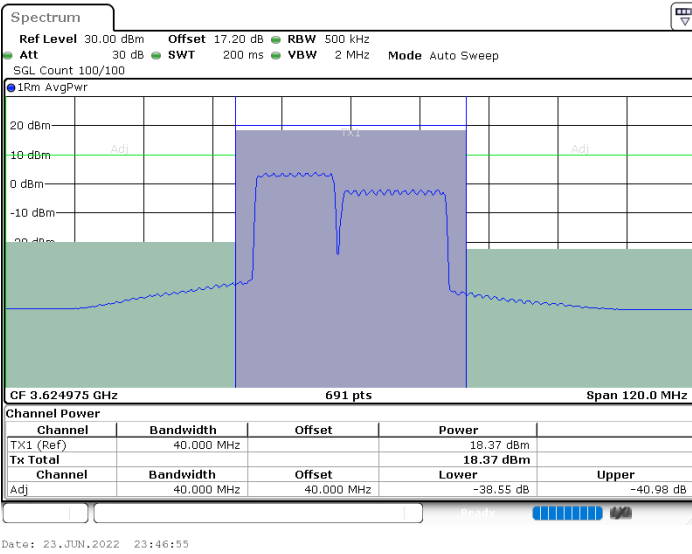 Spectrum
Ref Level 30.00 dBm Offset 17.20 dB RBW 500 kHz
Att 30 dB SWT 200 ms VBW 2 MHz Mode Auto Sweep
SGL Count 100/100
1Rm AvgPwr
20 dBm
TX1
Adj Adj
10 dBm
0 dBm
-10 dBm
-20 dBm
CF 3.624975 GHz 691 pts Span 120.0 MHz
Channel Power
Channel Bandwidth Offset Power
TX1 (Ref) 40.000 MHz 18.37 dBm
Tx Total 18.37 dBm
Channel Bandwidth Offset Lower Upper
Adj 40.000 MHz 40.000 MHz -38.55 dB -40.98 dB
Ready
Date: 23.JUN.2022 23:46:55